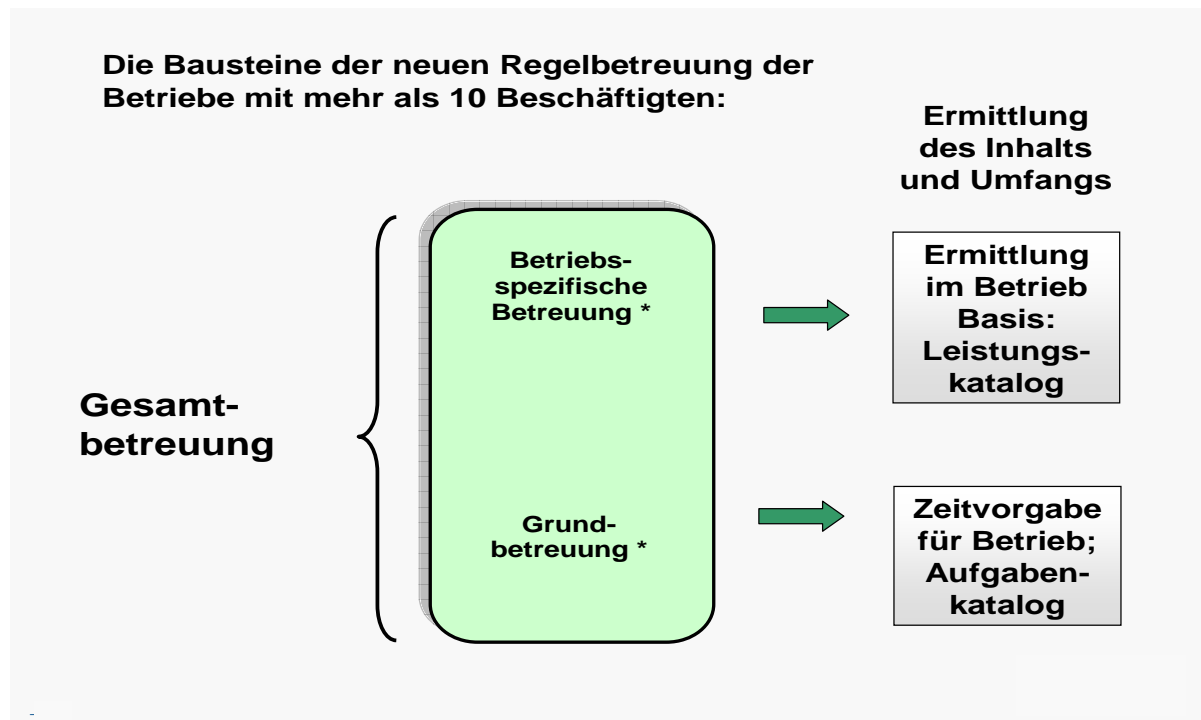 Die Bausteine der neuen Regelbetreuung der
Betriebe mit mehr als 10 Beschäftigten:
Ermittlung
des Inhalts
und Umfangs
Gesamt-
betreuung
Betriebs-
spezifische
Betreuung *
Ermittlung
im Betrieb
Basis:
Leistungs-
katalog
Grund-
betreuung *
Zeitvorgabe
für Betrieb;
Aufgaben-
katalog
-